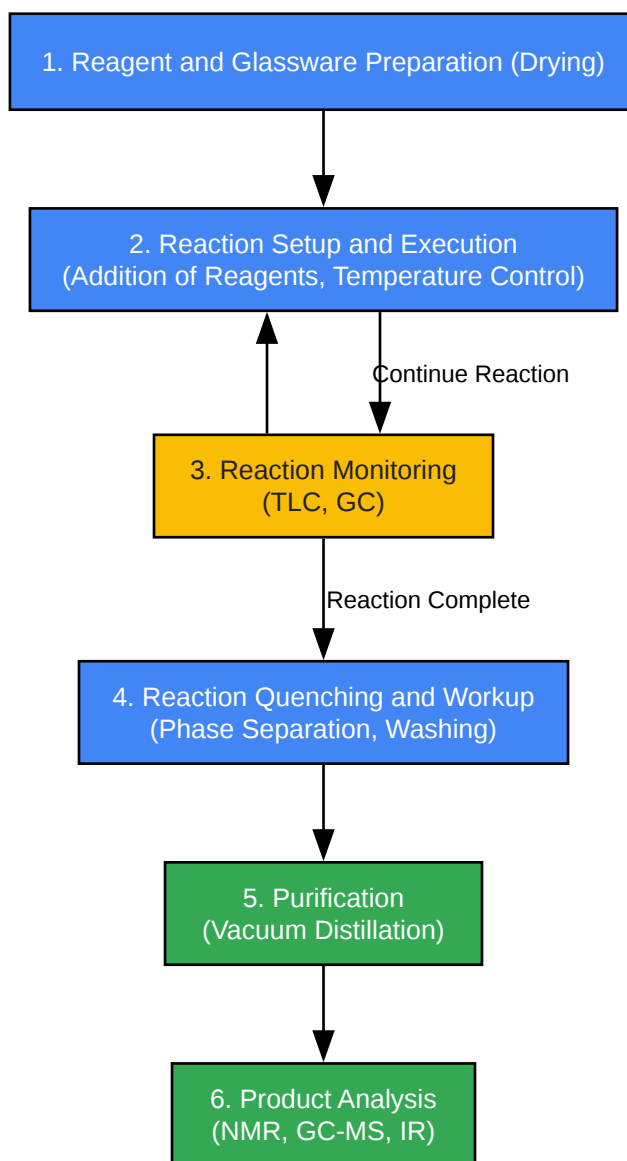 1. Reagent and Glassware Preparation (Drying)
2. Reaction Setup and Execution
(Addition of Reagents, Temperature Control)
Continue Reaction
3. Reaction Monitoring
(TLC, GC)
Reaction Complete
4. Reaction Quenching and Workup
(Phase Separation, Washing)
5. Purification
(Vacuum Distillation)
6. Product Analysis
(NMR, GC-MS, IR)